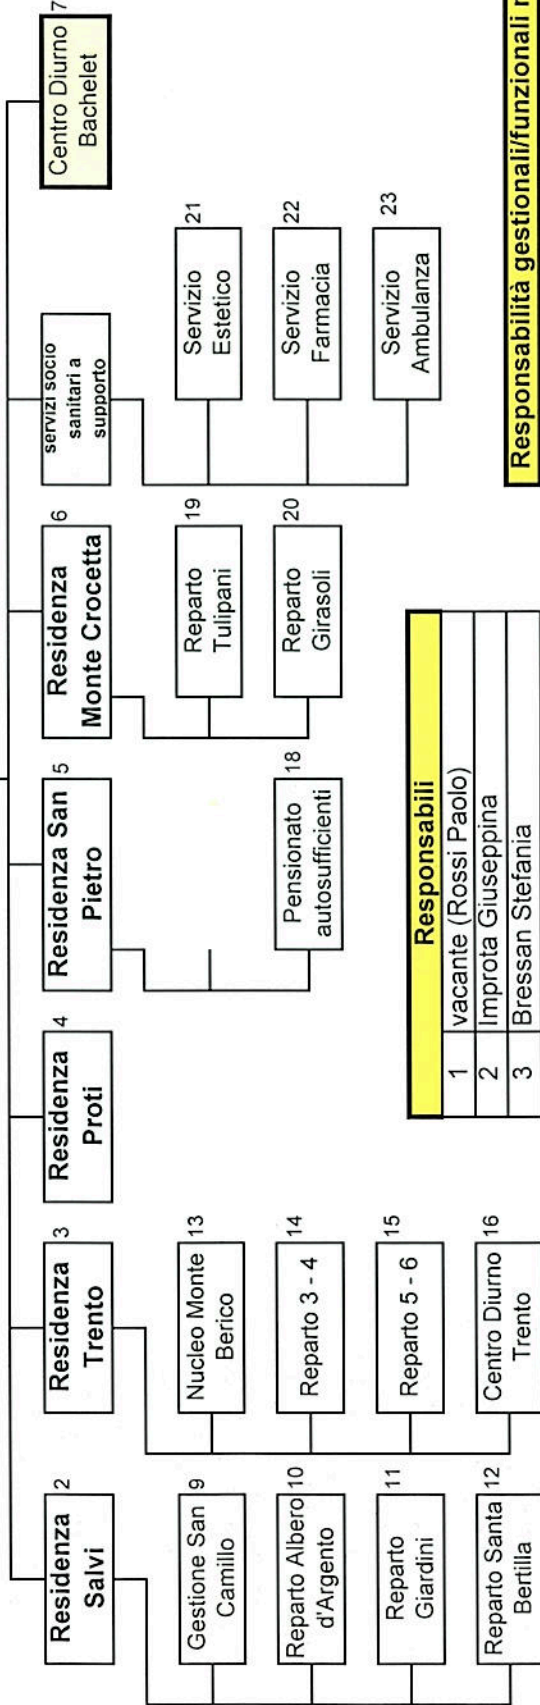 Residenza
Salvi
2
Residenza
Trento
3
Residenza
Proti
4
Residenza San
Pietro
5
Residenza
Monte Crocetta
6
servizi socio
sanitari a
supporto
Centro Diurno
Bachelet
7
Gestione San
Camillo
9
Reparto Albero
d'Argento
10
Reparto
Giardini
11
Reparto Santa
Bertilla
12
Nucleo Monte
Berico
13
Reparto 3 - 4
14
Reparto 5 - 6
15
Centro Diurno
Trento
16
Pensionato
autosufficienti
18
Reparto
Tulipani
19
Reparto
Girasoli
20
Servizio
Estetico
21
Servizio
Farmacia
22
Servizio
Ambulanza
23
Responsabili
1 vacante (Rossi Paolo)
2 Improta Giuseppina
3 Bressan Stefania
Responsabilità gestionali/funzionali